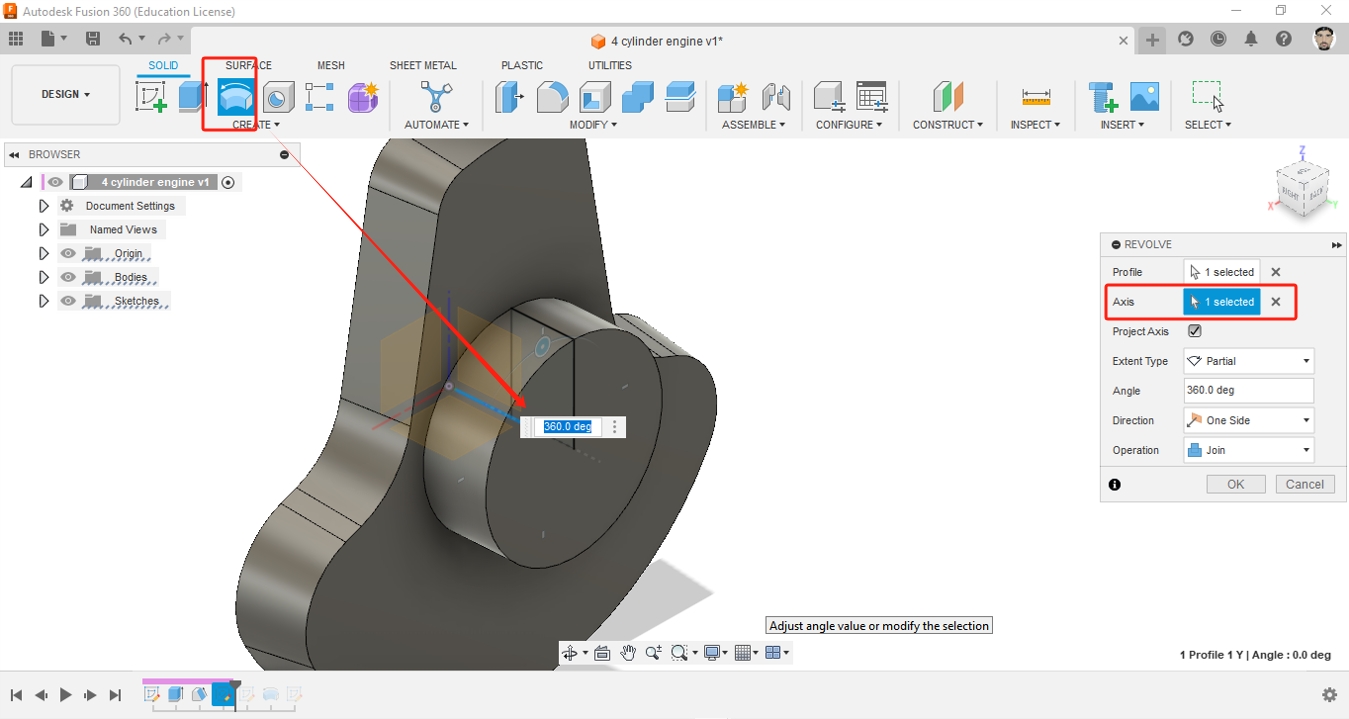 Autodesk Fusion 360 (Education License)
4 cylinder engine v1*
SOLID SURFACE MESH SHEET METAL PLASTIC UTILITIES
DESIGN
CREATE AUTOMATE MODIFY ASSEMBLE CONFIGURE CONSTRUCT INSPECT INSERT SELECT
BROWSER
4 cylinder engine v1
Document Settings
Named Views
Origin
Bodies
Sketches
Z
RIGHT BACK
X Y
REVOLVE
Profile 1 selected
Axis 1 selected
Project Axis
Extent Type Partial
Angle 360.0 deg
Direction One Side
Operation Join
OK Cancel
360.0 deg
Adjust angle value or modify the selection
1 Profile 1 Y | Angle : 0.0 deg